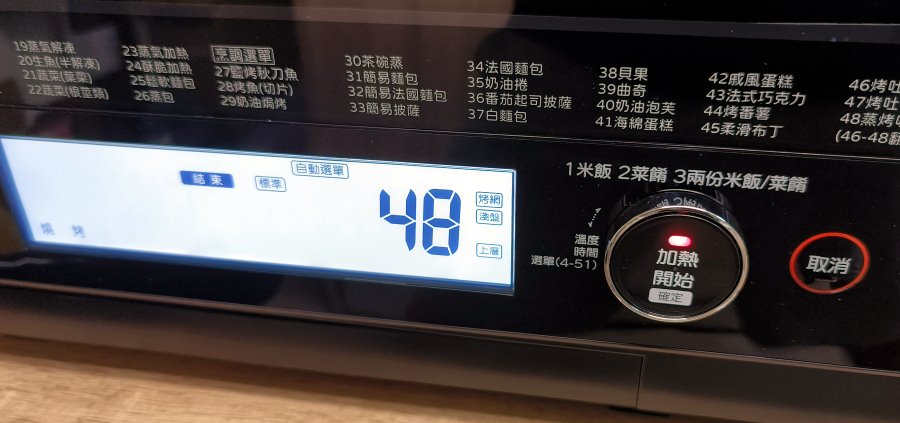 19蒸氣解凍
20生魚(半解凍)
21蔬菜(葉菜)
22蔬菜(根莖類)
23蒸氣加熱
24酥脆加熱
25鬆軟麵包
26蒸包
烹調選單
27鹽烤秋刀魚
28烤魚(切片)
29奶油焗烤
30茶碗蒸
31簡易麵包
32簡易法國麵包
33簡易披薩
34法國麵包
35奶油捲
36番茄起司披薩
37白麵包
38貝果
39曲奇
40奶油泡芙
41海綿蛋糕
42戚風蛋糕
43法式巧克力
44烤番薯
45柔滑布丁
46烤吐
47烤吐
48蒸烤
(46-48翻
自動選單
結束 標準
48
烤網
淺盤
上層
燒烤
1米飯 2菜餚 3兩份米飯/菜餚
溫度
時間
選單(4-51)
加熱
開始
確定
取消